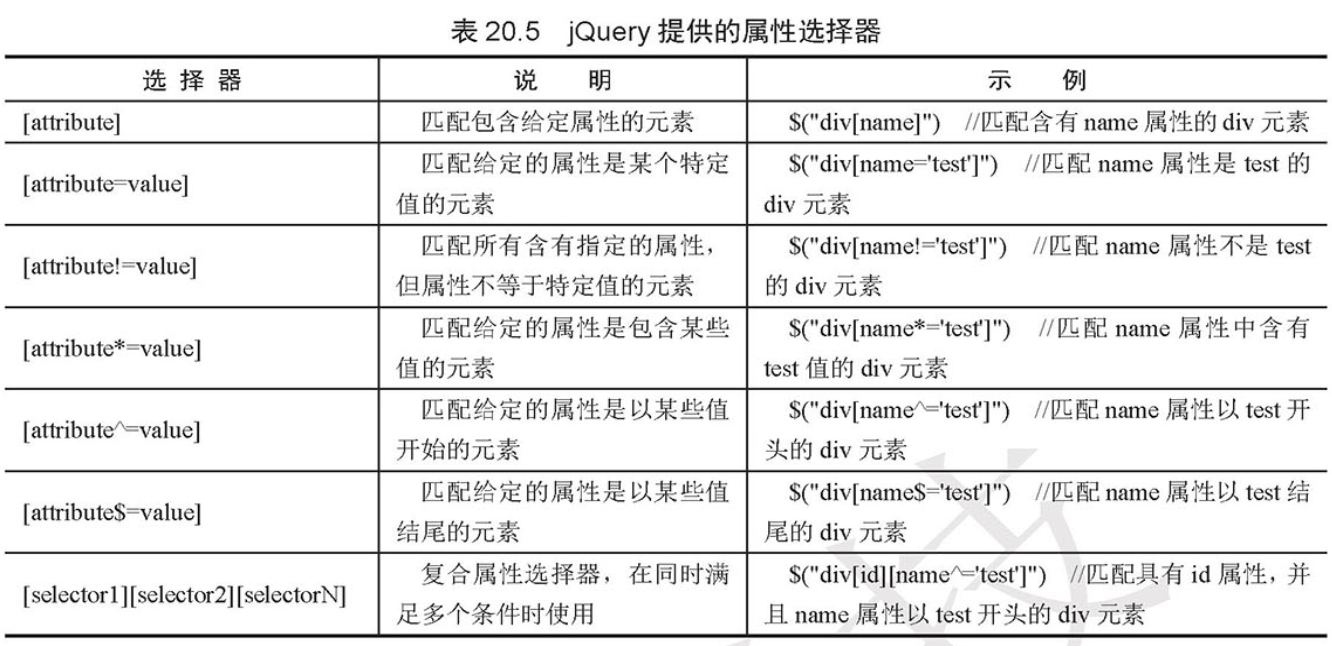 表 20.5 jQuery 提供的属性选择器
选 择 器 说 明 示 例
[attribute] 匹配包含给定属性的元素 $("div[name]") //匹配含有 name 属性的 div 元素
[attribute=value] 匹配给定的属性是某个特定
值的元素 $("div[name='test']") //匹配 name 属性是 test 的
div 元素
[attribute!=value] 匹配所有含有指定的属性，
但属性不等于特定值的元素 $("div[name!='test']") //匹配 name 属性不是 test
的 div 元素
[attribute*=value] 匹配给定的属性是包含某些
值的元素 $("div[name*='test']") //匹配 name 属性中含有
test 值的 div 元素
[attribute^=value] 匹配给定的属性是以某些值
开始的元素 $("div[name^='test']") //匹配 name 属性以 test 开
头的 div 元素
[attribute$=value] 匹配给定的属性是以某些值
结尾的元素 $("div[name$='test']") //匹配 name 属性以 test 结
尾的 div 元素
[selector1][selector2][selectorN] 复合属性选择器，在同时满
足多个条件时使用 $("div[id][name^='test']") //匹配具有 id 属性，并
且 name 属性以 test 开头的 div 元素